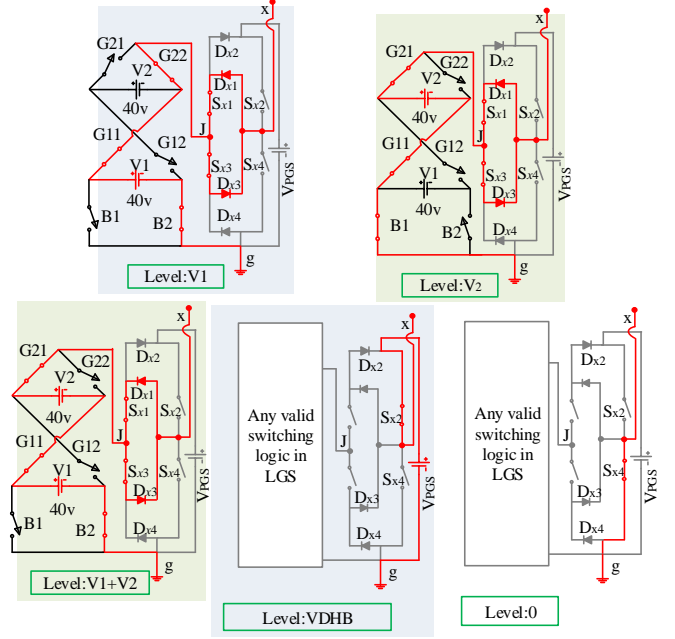 x
G21
G22
Dx2
V2
Dx1
40v
Sx1
Sx2
G11
G12
J
V1
Sx3
Sx4
40v
Dx3
VPGS
B1
B2
Dx4
g
Level:V1
x
G21
G22
Dx2
V2
Dx1
40v
Sx1
Sx2
G11
G12
J
V1
Sx3
Sx4
40v
Dx3
VPGS
B1
B2
Dx4
g
Level:V2
x
G21
G22
Dx2
V2
Dx1
40v
Sx1
Sx2
G11
G12
J
V1
Sx3
Sx4
40v
Dx3
VPGS
B1
B2
Dx4
g
Level:V1+V2
x
Dx2
Any valid
switching
logic in
LGS
Sx2
J
Sx4
Dx3
VPGS
Dx4
g
Level:VDHB
x
Dx2
Any valid
switching
logic in
LGS
Sx2
J
Sx4
Dx3
VPGS
Dx4
g
Level:0